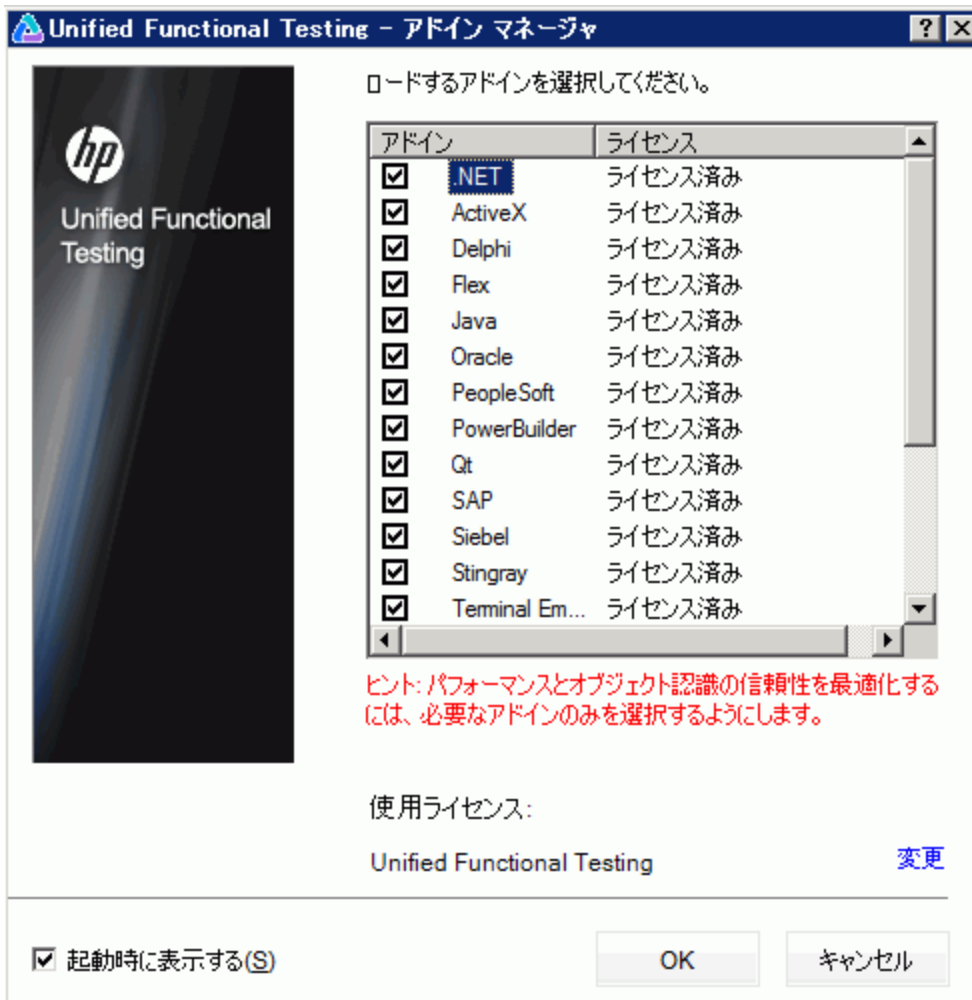 Unified Functional Testing - アドイン マネージャ
hp
Unified Functional
Testing
ロードするアドインを選択してください。
アドイン ライセンス
.NET ライセンス済み
ActiveX ライセンス済み
Delphi ライセンス済み
Flex ライセンス済み
Java ライセンス済み
Oracle ライセンス済み
PeopleSoft ライセンス済み
PowerBuilder ライセンス済み
Qt ライセンス済み
SAP ライセンス済み
Siebel ライセンス済み
Stingray ライセンス済み
Terminal Em... ライセンス済み
ヒント: パフォーマンスとオブジェクト認識の信頼性を最適化する
には、必要なアドインのみを選択するようにします。
使用ライセンス:
Unified Functional Testing 変更
起動時に表示する(S) OK キャンセル